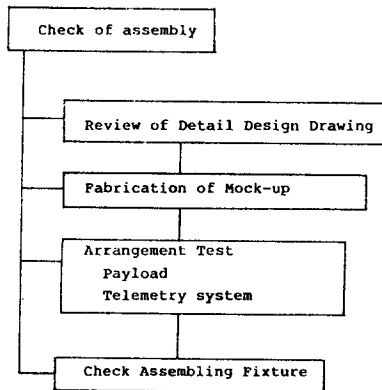 Check of assembly
Review of Detail Design Drawing
Fabrication of Mock-up
Arrangement Test
Payload
Telemetry system
Check Assembling Fixture